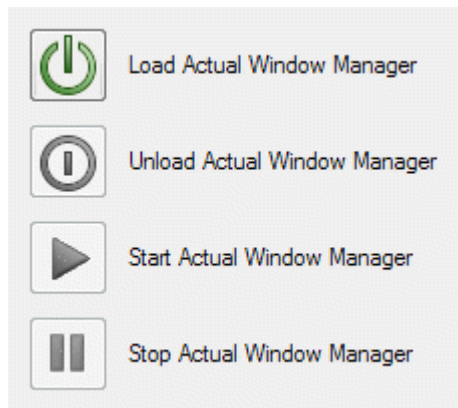 Load Actual Window Manager
Unload Actual Window Manager
Start Actual Window Manager
Stop Actual Window Manager